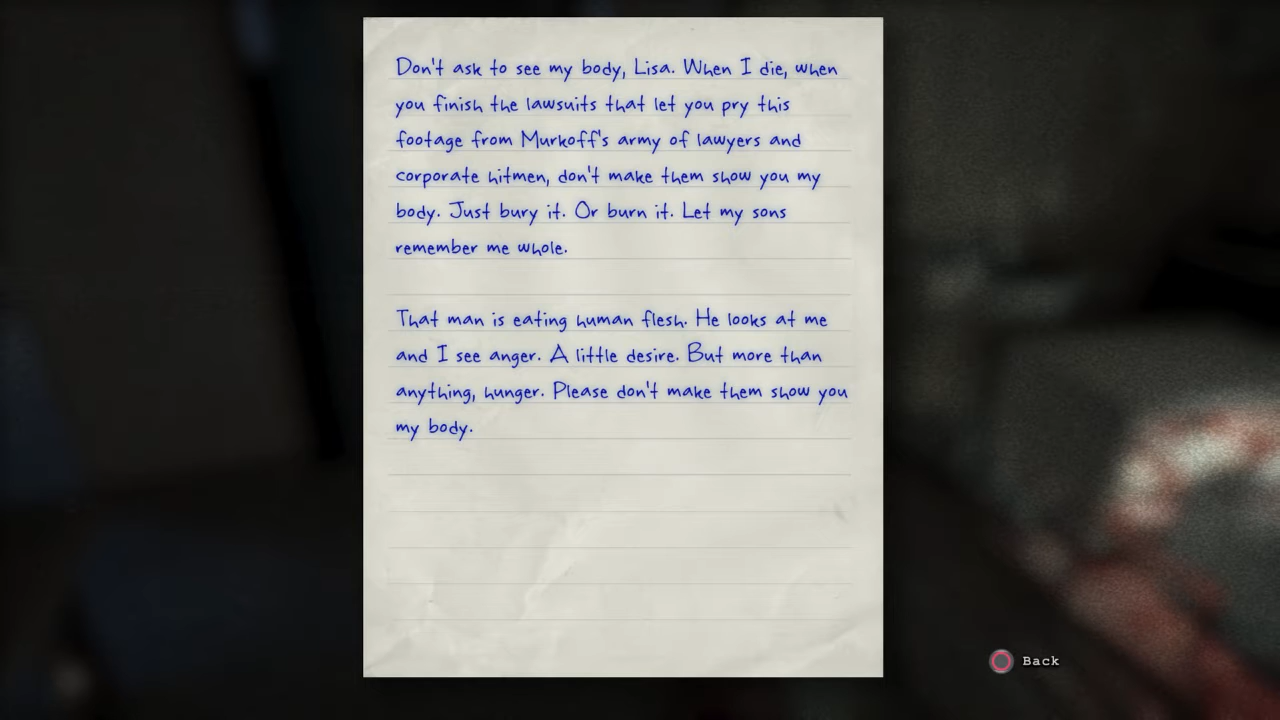 Don't ask to see my body, Lisa. When I die, when
you finish the lawsuits that let you pry this
footage from Murkoff's army of lawyers and
corporate hitmen, don't make them show you my
body. Just bury it. Or burn it. Let my sons
remember me whole.
That man is eating human flesh. He looks at me
and I see anger. A little desire. But more than
anything, hunger. Please don't make them show you
my body.
Back